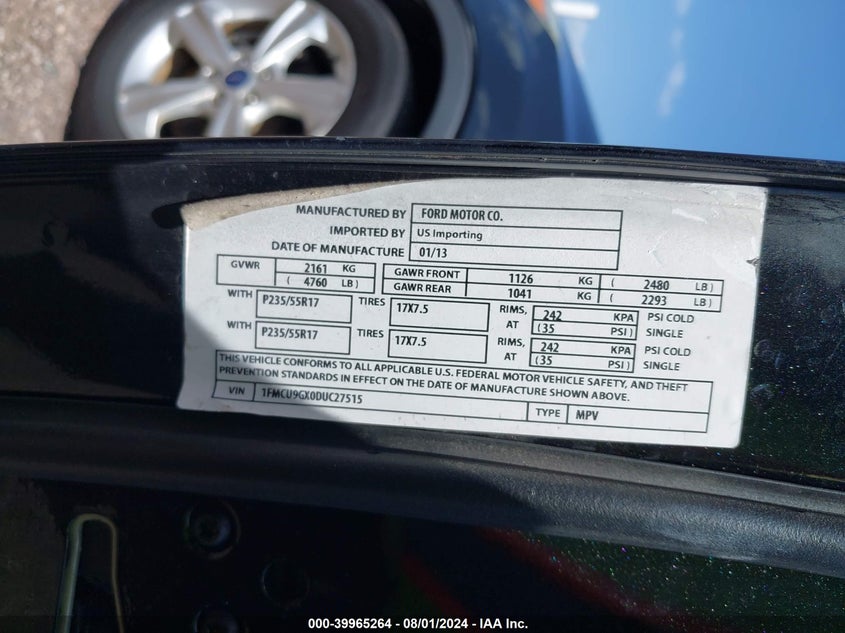 MANUFACTURED BY FORD MOTOR CO.
IMPORTED BY US Importing
DATE OF MANUFACTURE 01/13
GVWR 2161 KG GAWR FRONT 1126 KG ( 2480 LB)
( 4760 LB) GAWR REAR 1041 KG ( 2293 LB)
WITH P235/55R17 TIRES 17X7.5 RIMS, 242 KPA PSI COLD
AT (35 PSI) SINGLE
WITH P235/55R17 TIRES 17X7.5 RIMS, 242 KPA PSI COLD
AT (35 PSI) SINGLE
THIS VEHICLE CONFORMS TO ALL APPLICABLE U.S. FEDERAL MOTOR VEHICLE SAFETY, AND THEFT
PREVENTION STANDARDS IN EFFECT ON THE DATE OF MANUFACTURE SHOWN ABOVE.
VIN 1FMCU9GX0DUC27515 TYPE MPV
000-39965264 - 08/01/2024 - IAA Inc.